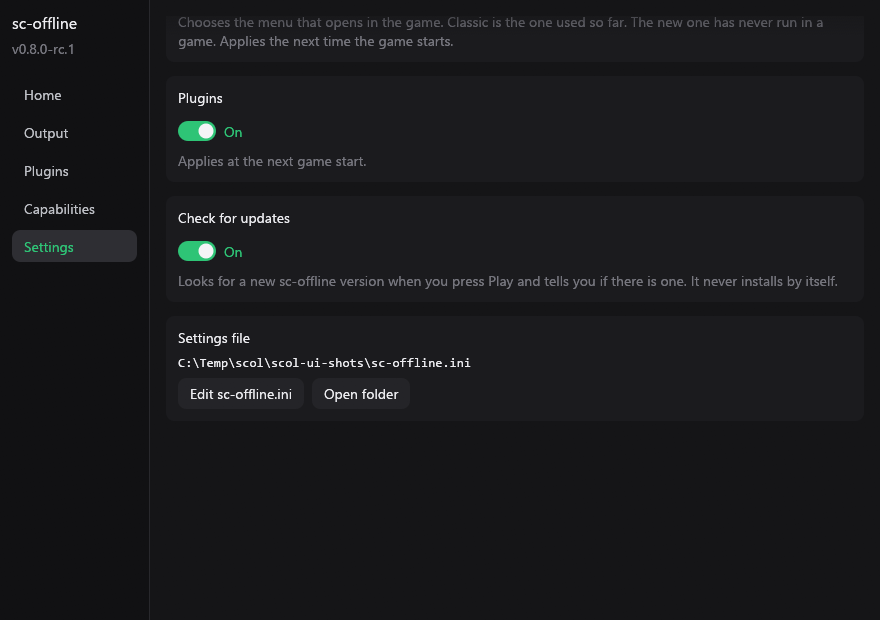 sc-offline
v0.8.0-rc.1
Home
Output
Plugins
Capabilities
Settings
Chooses the menu that opens in the game. Classic is the one used so far. The new one has never run in a
game. Applies the next time the game starts.
Plugins
On
Applies at the next game start.
Check for updates
On
Looks for a new sc-offline version when you press Play and tells you if there is one. It never installs by itself.
Settings file
C:\Temp\scol\scol-ui-shots\sc-offline.ini
Edit sc-offline.ini
Open folder